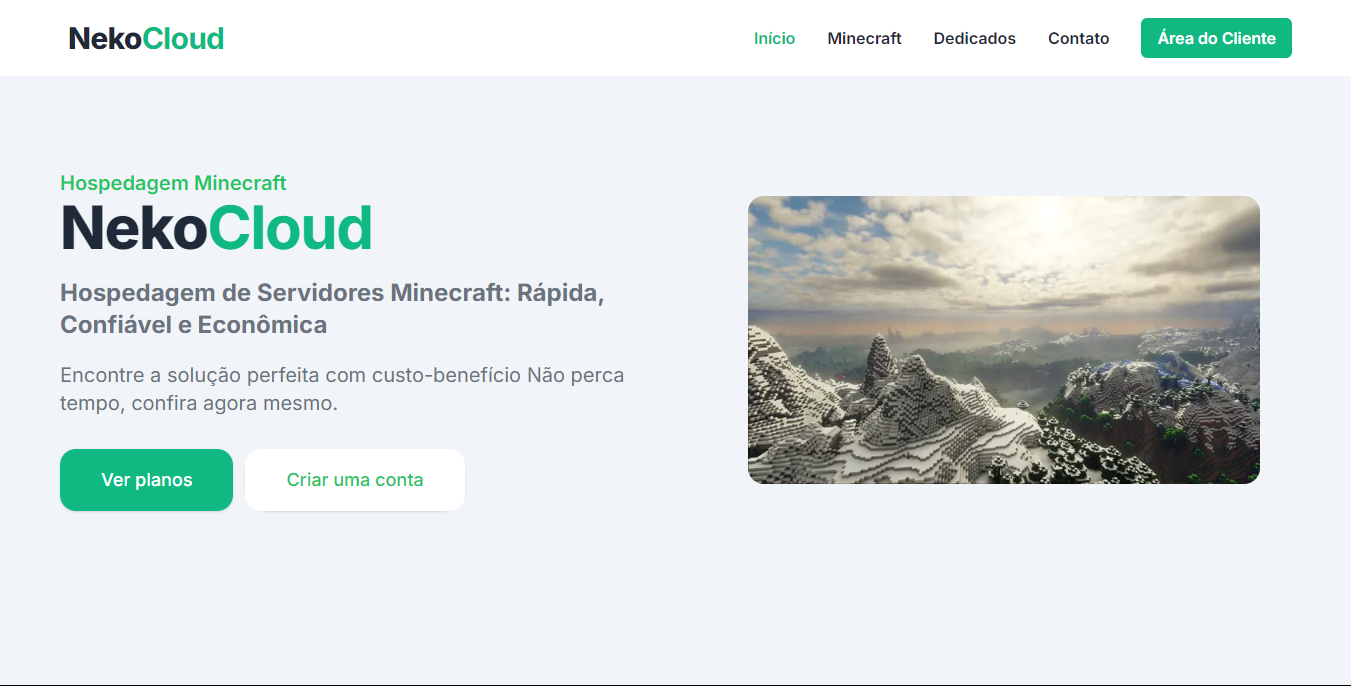 NekoCloud
Início
Minecraft
Dedicados
Contato
Área do Cliente
Hospedagem Minecraft
NekoCloud
Hospedagem de Servidores Minecraft: Rápida,
Confiável e Econômica
Encontre a solução perfeita com custo-benefício Não perca
tempo, confira agora mesmo.
Ver planos
Criar uma conta